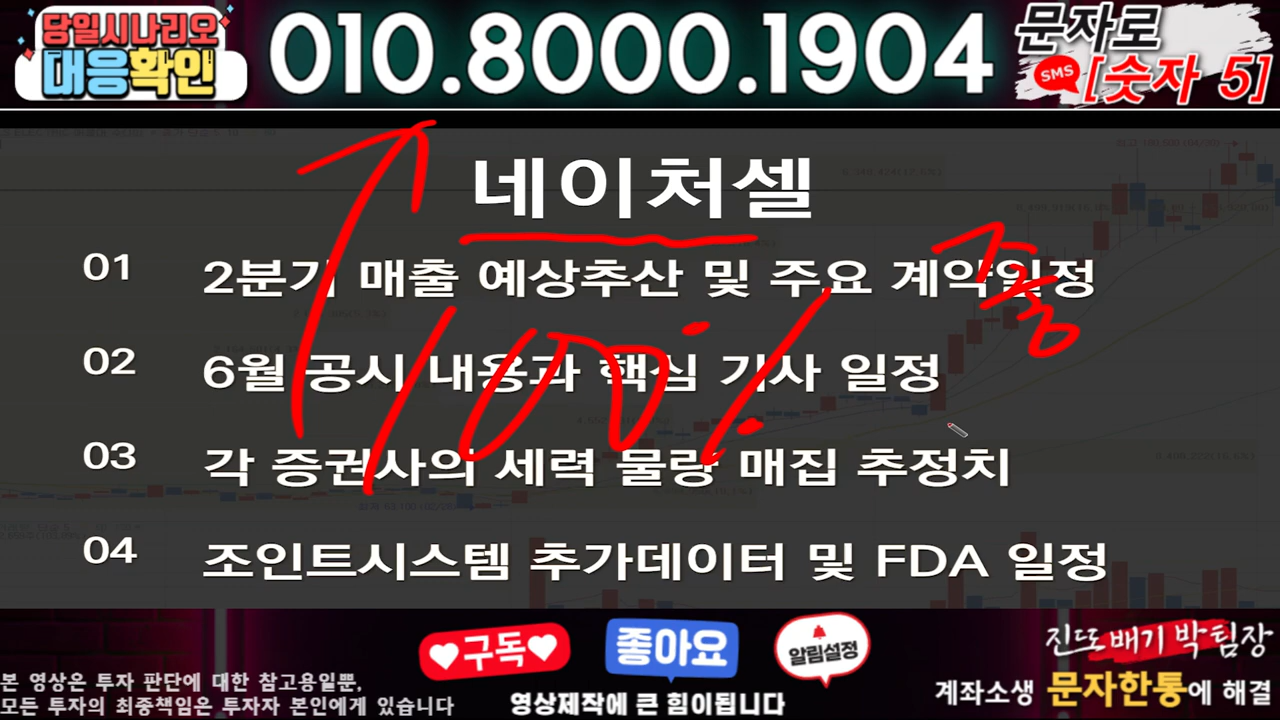 당일시나리오
대응확인
010.8000.1904
문자로
SMS
[숫자 5]
네이처셀
01 2분기 매출 예상추산 및 주요 계약일정
02 6월 공시 내용과 핵심 기사 일정
03 각 증권사의 세력 물량 매집 추정치
04 조인트시스템 추가데이터 및 FDA 일정
100%
구독
좋아요
알림설정
영상제작에 큰 힘이됩니다
본 영상은 투자 판단에 대한 참고용일뿐,
모든 투자의 최종책임은 투자자 본인에게 있습니다
진또배기 박팀장
계좌소생 문자한통에 해결